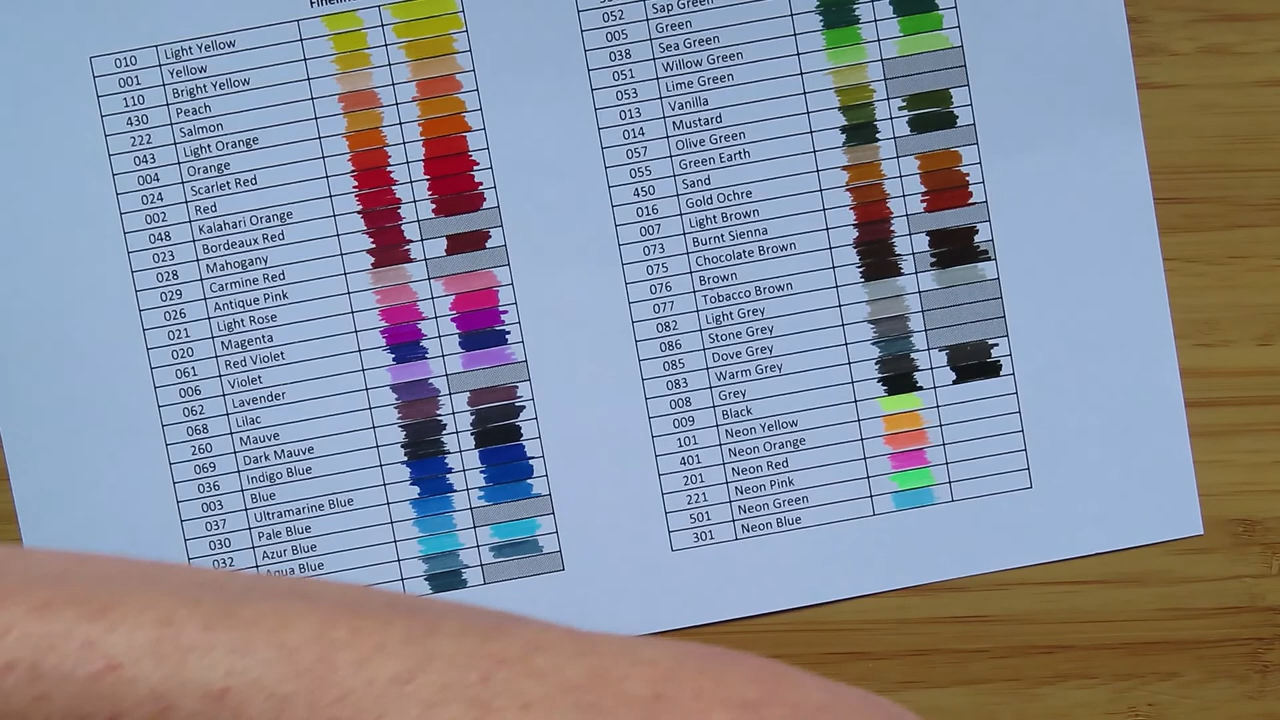 010 Light Yellow
001 Yellow
110 Bright Yellow
430 Peach
222 Salmon
043 Light Orange
004 Orange
024 Scarlet Red
002 Red
048 Kalahari Orange
023 Bordeaux Red
028 Mahogany
029 Carmine Red
026 Antique Pink
021 Light Rose
020 Magenta
061 Red Violet
006 Violet
062 Lavender
068 Lilac
260 Mauve
069 Dark Mauve
036 Indigo Blue
003 Blue
037 Ultramarine Blue
030 Pale Blue
032 Azur Blue
Aqua Blue
052 Sap Green
005 Green
038 Sea Green
051 Willow Green
053 Lime Green
013 Vanilla
014 Mustard
057 Olive Green
055 Green Earth
450 Sand
016 Gold Ochre
007 Light Brown
073 Burnt Sienna
075 Chocolate Brown
076 Brown
077 Tobacco Brown
082 Light Grey
086 Stone Grey
085 Dove Grey
083 Warm Grey
008 Grey
009 Black
101 Neon Yellow
401 Neon Orange
201 Neon Red
221 Neon Pink
501 Neon Green
301 Neon Blue